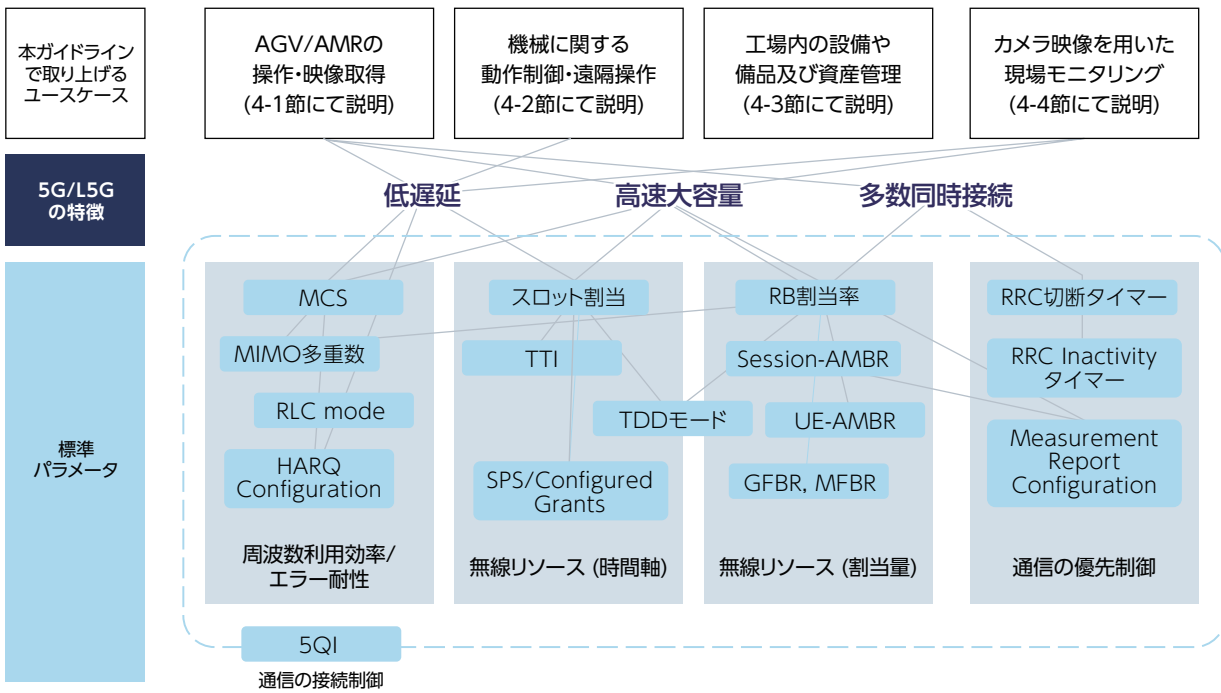 本ガイドライン
で取り上げる
ユースケース
AGV/AMRの
操作・映像取得
(4-1節にて説明)
機械に関する
動作制御・遠隔操作
(4-2節にて説明)
工場内の設備や
備品及び資産管理
(4-3節にて説明)
カメラ映像を用いた
現場モニタリング
(4-4節にて説明)
5G/L5G
の特徴
低遅延
高速大容量
多数同時接続
標準
パラメータ
MCS
MIMO多重数
RLC mode
HARQ
Configuration
周波数利用効率/
エラー耐性
スロット割当
TTI
TDDモード
SPS/Configured
Grants
無線リソース (時間軸)
RB割当率
Session-AMBR
UE-AMBR
GFBR, MFBR
無線リソース (割当量)
RRC切断タイマー
RRC Inactivity
タイマー
Measurement
Report
Configuration
通信の優先制御
5QI
通信の接続制御